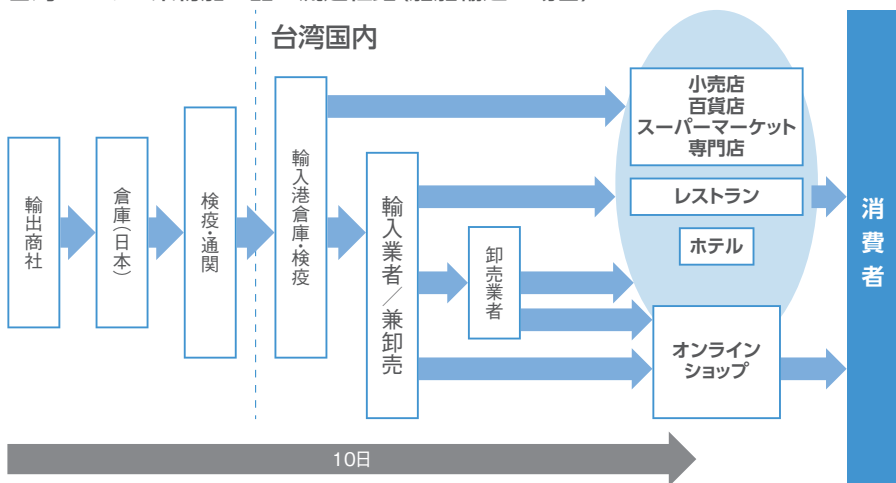 台湾国内
輸出商社
倉庫(日本)
検疫・通関
輸入港倉庫・検疫
輸入業者／兼卸売
卸売業者
小売店
百貨店
スーパーマーケット
専門店
レストラン
ホテル
オンライン
ショップ
消費者
10日